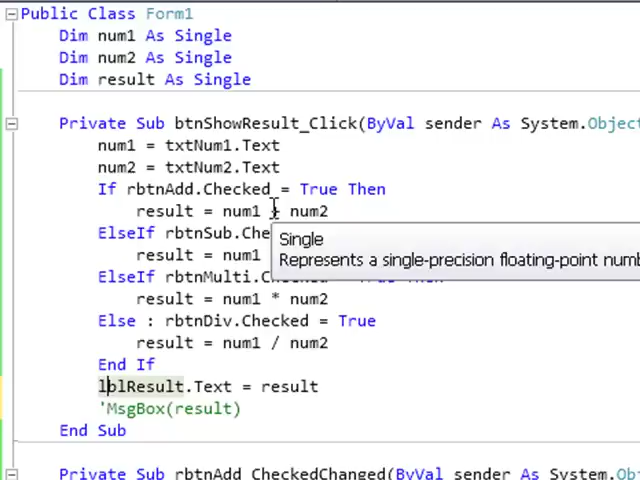 Public Class Form1
Dim num1 As Single
Dim num2 As Single
Dim result As Single
Private Sub btnShowResult_Click(ByVal sender As System.Object
num1 = txtNum1.Text
num2 = txtNum2.Text
If rbtnAdd.Checked = True Then
result = num1 + num2
ElseIf rbtnSub.Che
Single
result = num1
Represents a single-precision floating-point numb
ElseIf rbtnMulti.Checked = True Then
result = num1 * num2
Else : rbtnDiv.Checked = True
result = num1 / num2
End If
lblResult.Text = result
'MsgBox(result)
End Sub
Private Sub rbtnAdd_CheckedChanged(ByVal sender As System.O